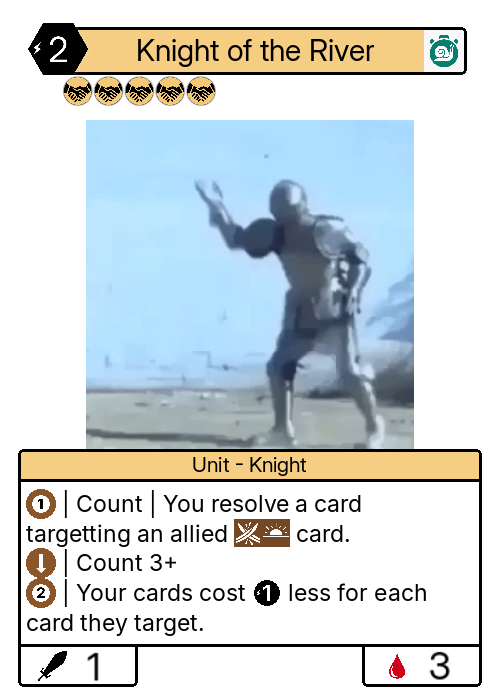 2
Knight of the River
Unit - Knight
1 | Count | You resolve a card
targetting an allied card.
| Count 3+
2 | Your cards cost 1 less for each
card they target.
1
3